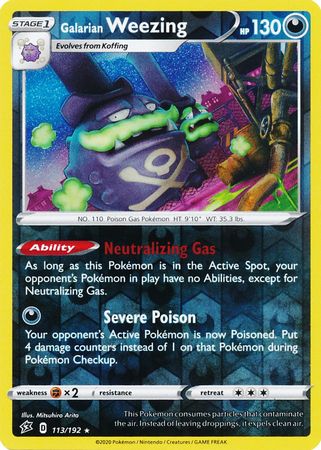 STAGE 1
Galarian Weezing
HP 130
Evolves from Koffing
NO. 110 Poison Gas Pokémon HT 9'10" WT. 35.3 lbs.
Ability Neutralizing Gas
As long as this Pokémon is in the Active Spot, your
opponent's Pokémon in play have no Abilities, except for
Neutralizing Gas.
Severe Poison
Your opponent's Active Pokémon is now Poisoned. Put
4 damage counters instead of 1 on that Pokémon during
Pokémon Checkup.
weakness ×2 resistance retreat
Illus. Mitsuhiro Arita
D 113/192 ★
This Pokémon consumes particles that contaminate
the air. Instead of leaving droppings, it expels clean air.
©2020 Pokémon / Nintendo / Creatures / GAME FREAK